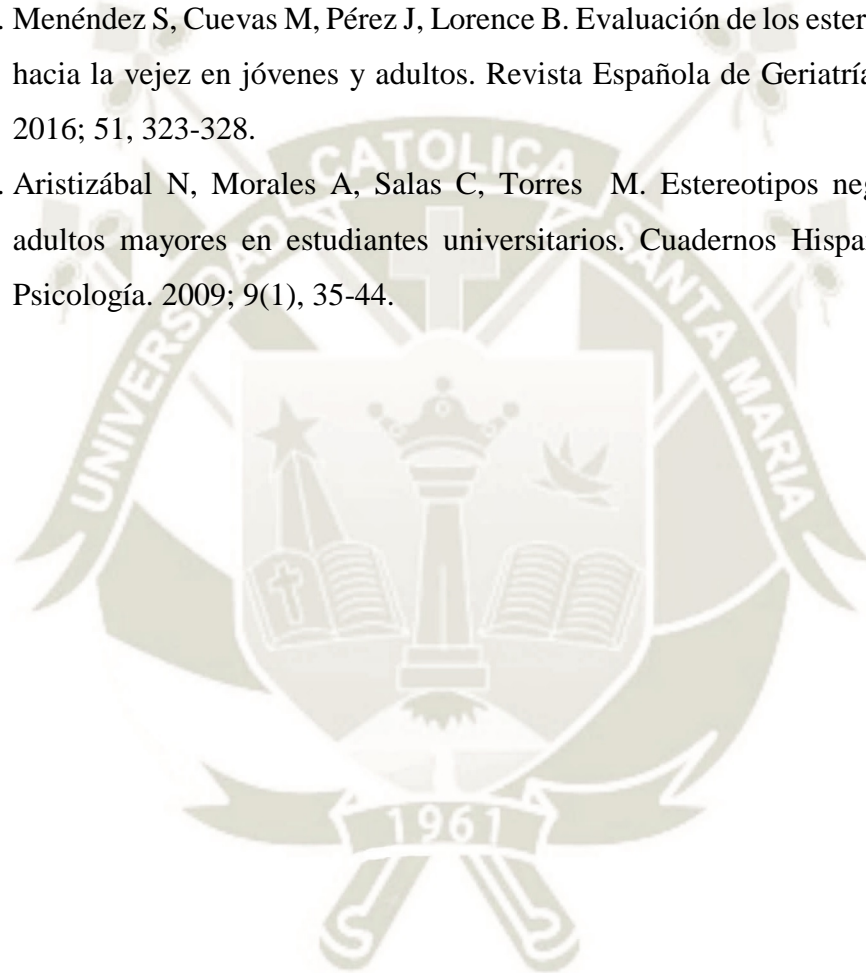 . Menéndez S, Cuevas M, Pérez J, Lorence B. Evaluación de los ester
hacia la vejez en jóvenes y adultos. Revista Española de Geriatría
2016; 51, 323-328.
. Aristizábal N, Morales A, Salas C, Torres M. Estereotipos neg
adultos mayores en estudiantes universitarios. Cuadernos Hispa
Psicología. 2009; 9(1), 35-44.
UNIVERSIDAD CATOLICA SANTA MARIA
1961